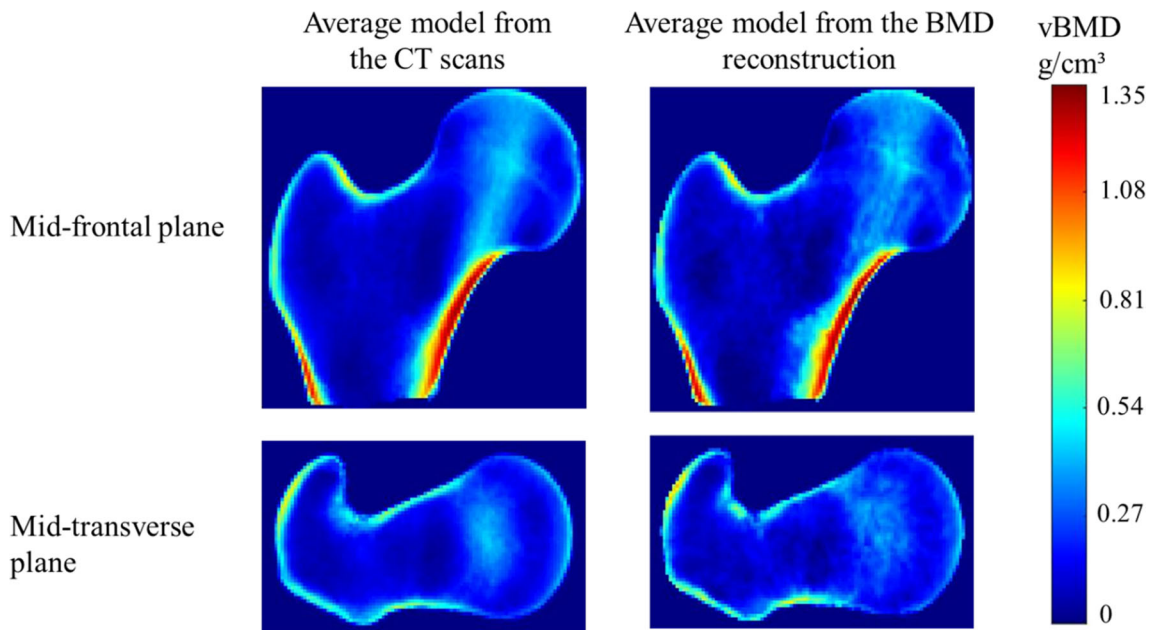 Average model from
the CT scans
Average model from the BMD
reconstruction
vBMD
g/cm³
1.35
1.08
0.81
0.54
0.27
0
Mid-frontal plane
Mid-transverse
plane